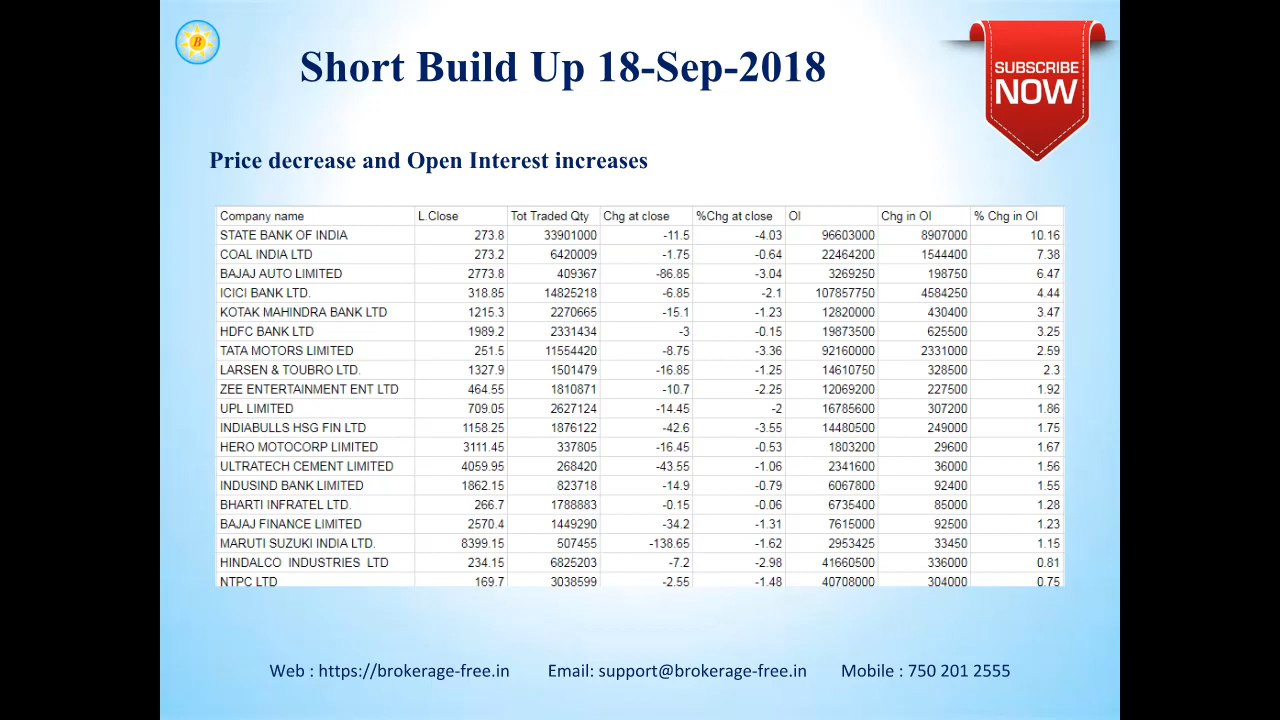 B
Short Build Up 18-Sep-2018
SUBSCRIBE
NOW
Price decrease and Open Interest increases
Company name L.Close Tot Traded Qty Chg at close %Chg at close OI Chg in OI % Chg in OI
STATE BANK OF INDIA 273.8 33901000 -11.5 -4.03 96603000 8907000 10.16
COAL INDIA LTD 273.2 6420009 -1.75 -0.64 22464200 1544400 7.38
BAJAJ AUTO LIMITED 2773.8 409367 -86.85 -3.04 3269250 198750 6.47
ICICI BANK LTD. 318.85 14825218 -6.85 -2.1 107857750 4584250 4.44
KOTAK MAHINDRA BANK LTD 1215.3 2270665 -15.1 -1.23 12820000 430400 3.47
HDFC BANK LTD 1989.2 2331434 -3 -0.15 19873500 625500 3.25
TATA MOTORS LIMITED 251.5 11554420 -8.75 -3.36 92160000 2331000 2.59
LARSEN & TOUBRO LTD. 1327.9 1501479 -16.85 -1.25 14610750 328500 2.3
ZEE ENTERTAINMENT ENT LTD 464.55 1810871 -10.7 -2.25 12069200 227500 1.92
UPL LIMITED 709.05 2627124 -14.45 -2 16785600 307200 1.86
INDIABULLS HSG FIN LTD 1158.25 1876122 -42.6 -3.55 14480500 249000 1.75
HERO MOTOCORP LIMITED 3111.45 337805 -16.45 -0.53 1803200 29600 1.67
ULTRATECH CEMENT LIMITED 4059.95 268420 -43.55 -1.06 2341600 36000 1.56
INDUSIND BANK LIMITED 1862.15 823718 -14.9 -0.79 6067800 92400 1.55
BHARTI INFRATEL LTD. 266.7 1788883 -0.15 -0.06 6735400 85000 1.28
BAJAJ FINANCE LIMITED 2570.4 1449290 -34.2 -1.31 7615000 92500 1.23
MARUTI SUZUKI INDIA LTD. 8399.15 507455 -138.65 -1.62 2953425 33450 1.15
HINDALCO INDUSTRIES LTD 234.15 6825203 -7.2 -2.98 41660500 336000 0.81
NTPC LTD 169.7 3038599 -2.55 -1.48 40708000 304000 0.75
Web : https://brokerage-free.in Email: support@brokerage-free.in Mobile : 750 201 2555